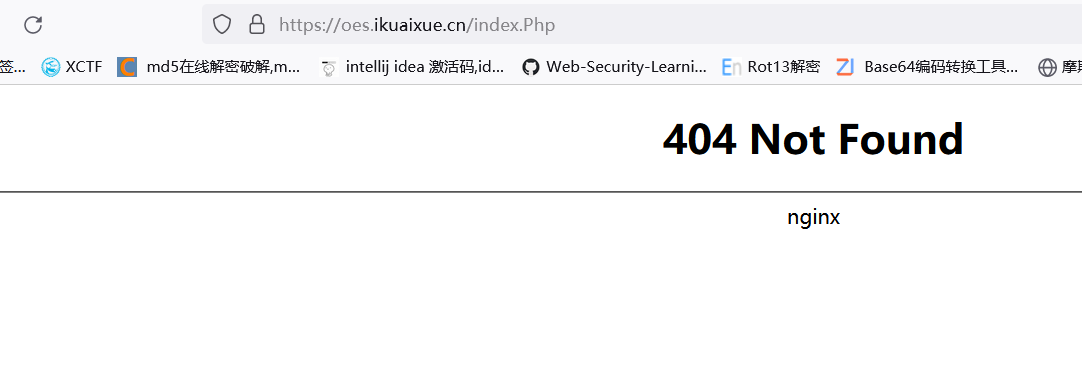 https://oes.ikuaixue.cn/index.Php
签... XCTF md5在线解密破解,m... intellij idea 激活码,id... Web-Security-Learni... En Rot13解密 ZI Base64编码转换工具... 摩
404 Not Found
nginx